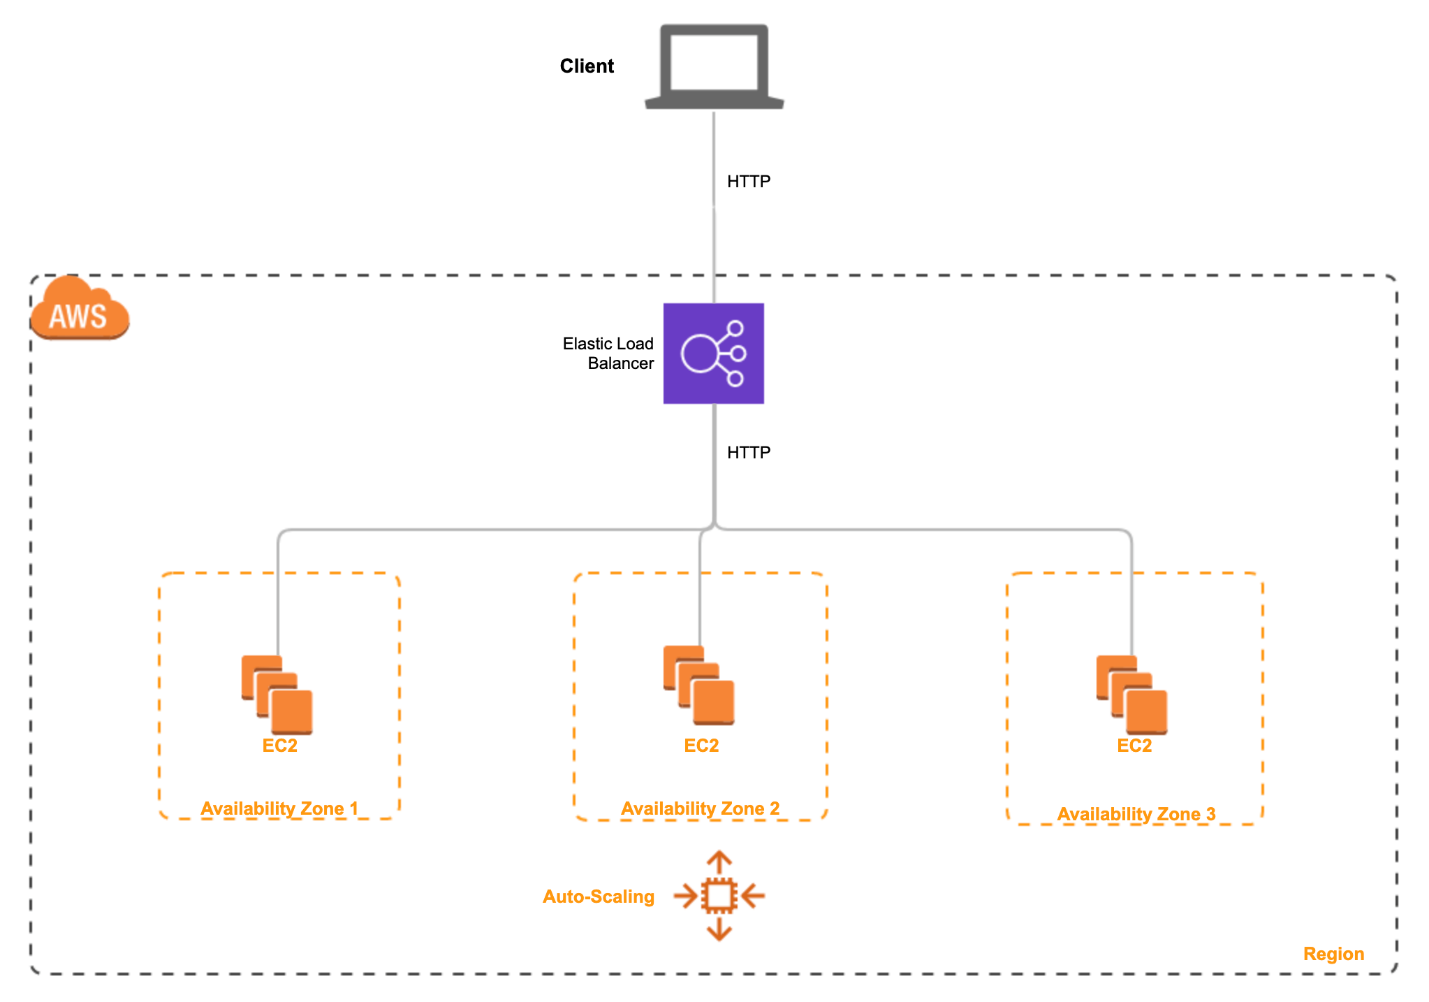 Client
HTTP
AWS
Elastic Load
Balancer
HTTP
EC2
EC2
EC2
Availability Zone 1
Availability Zone 2
Availability Zone 3
Auto-Scaling
Region